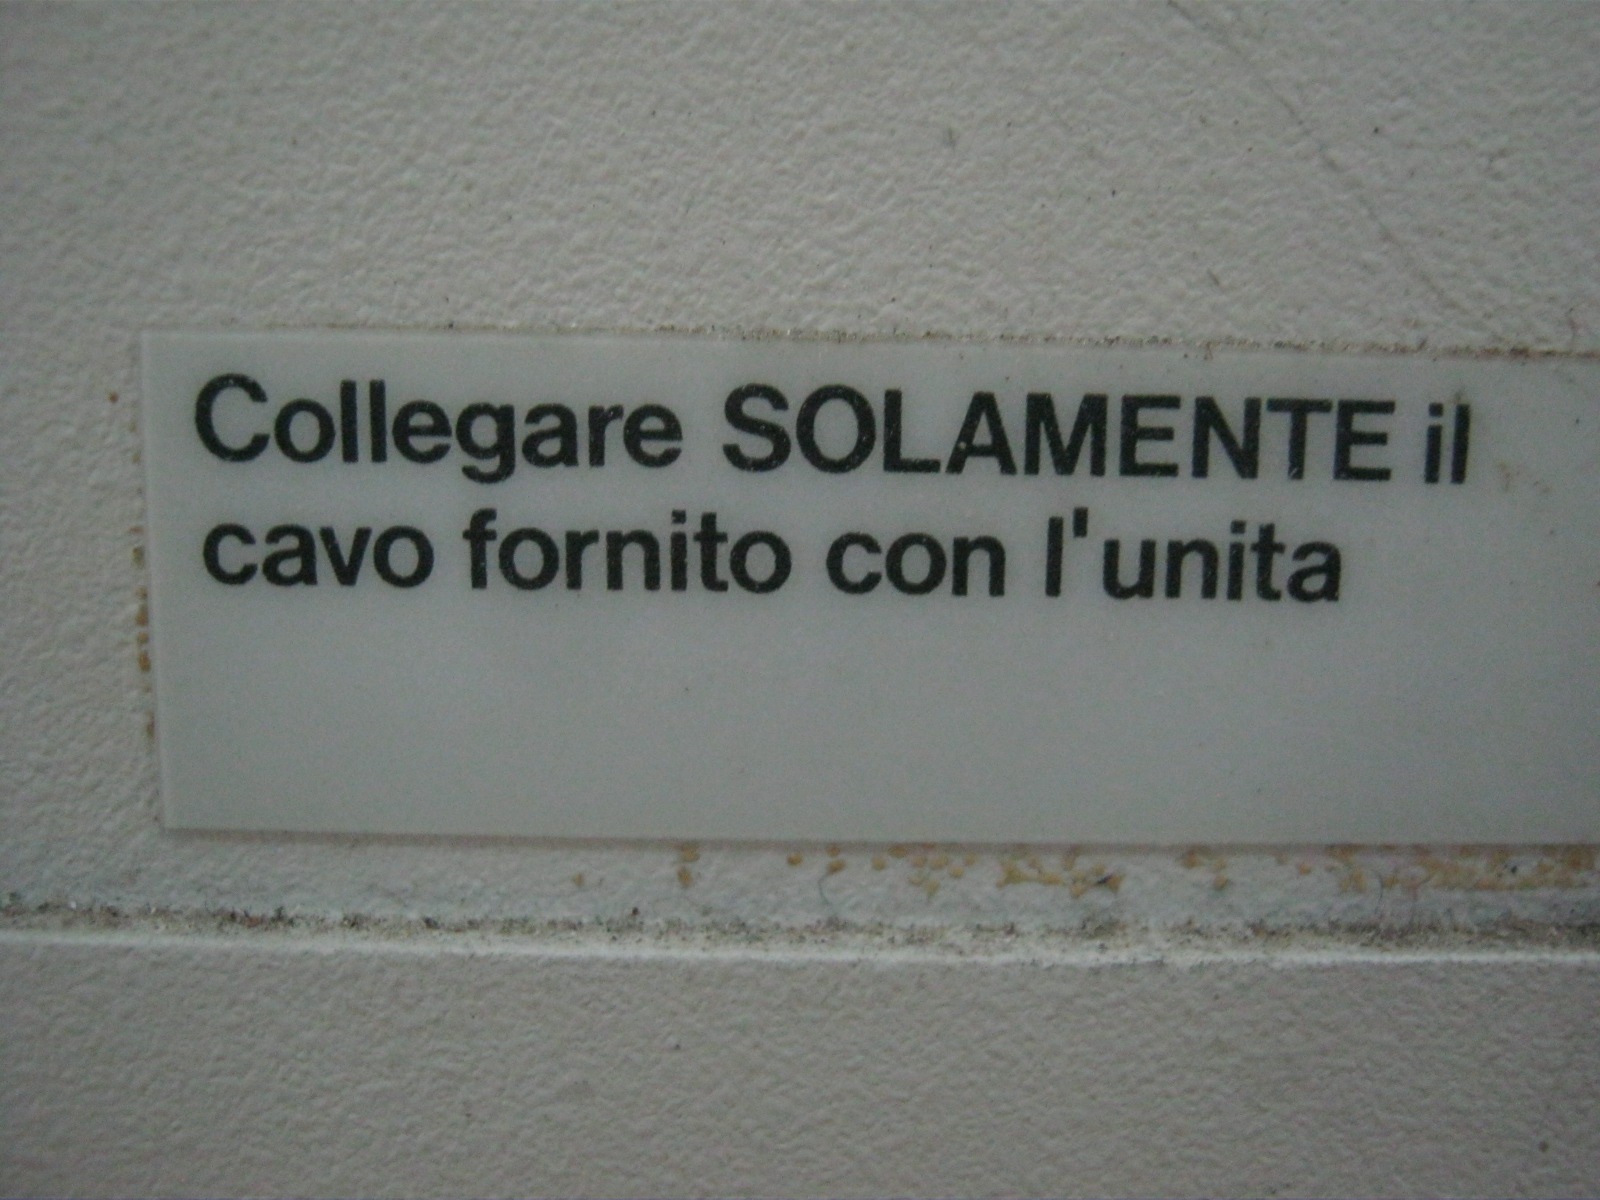 Collegare SOLAMENTE il
cavo fornito con l'unita